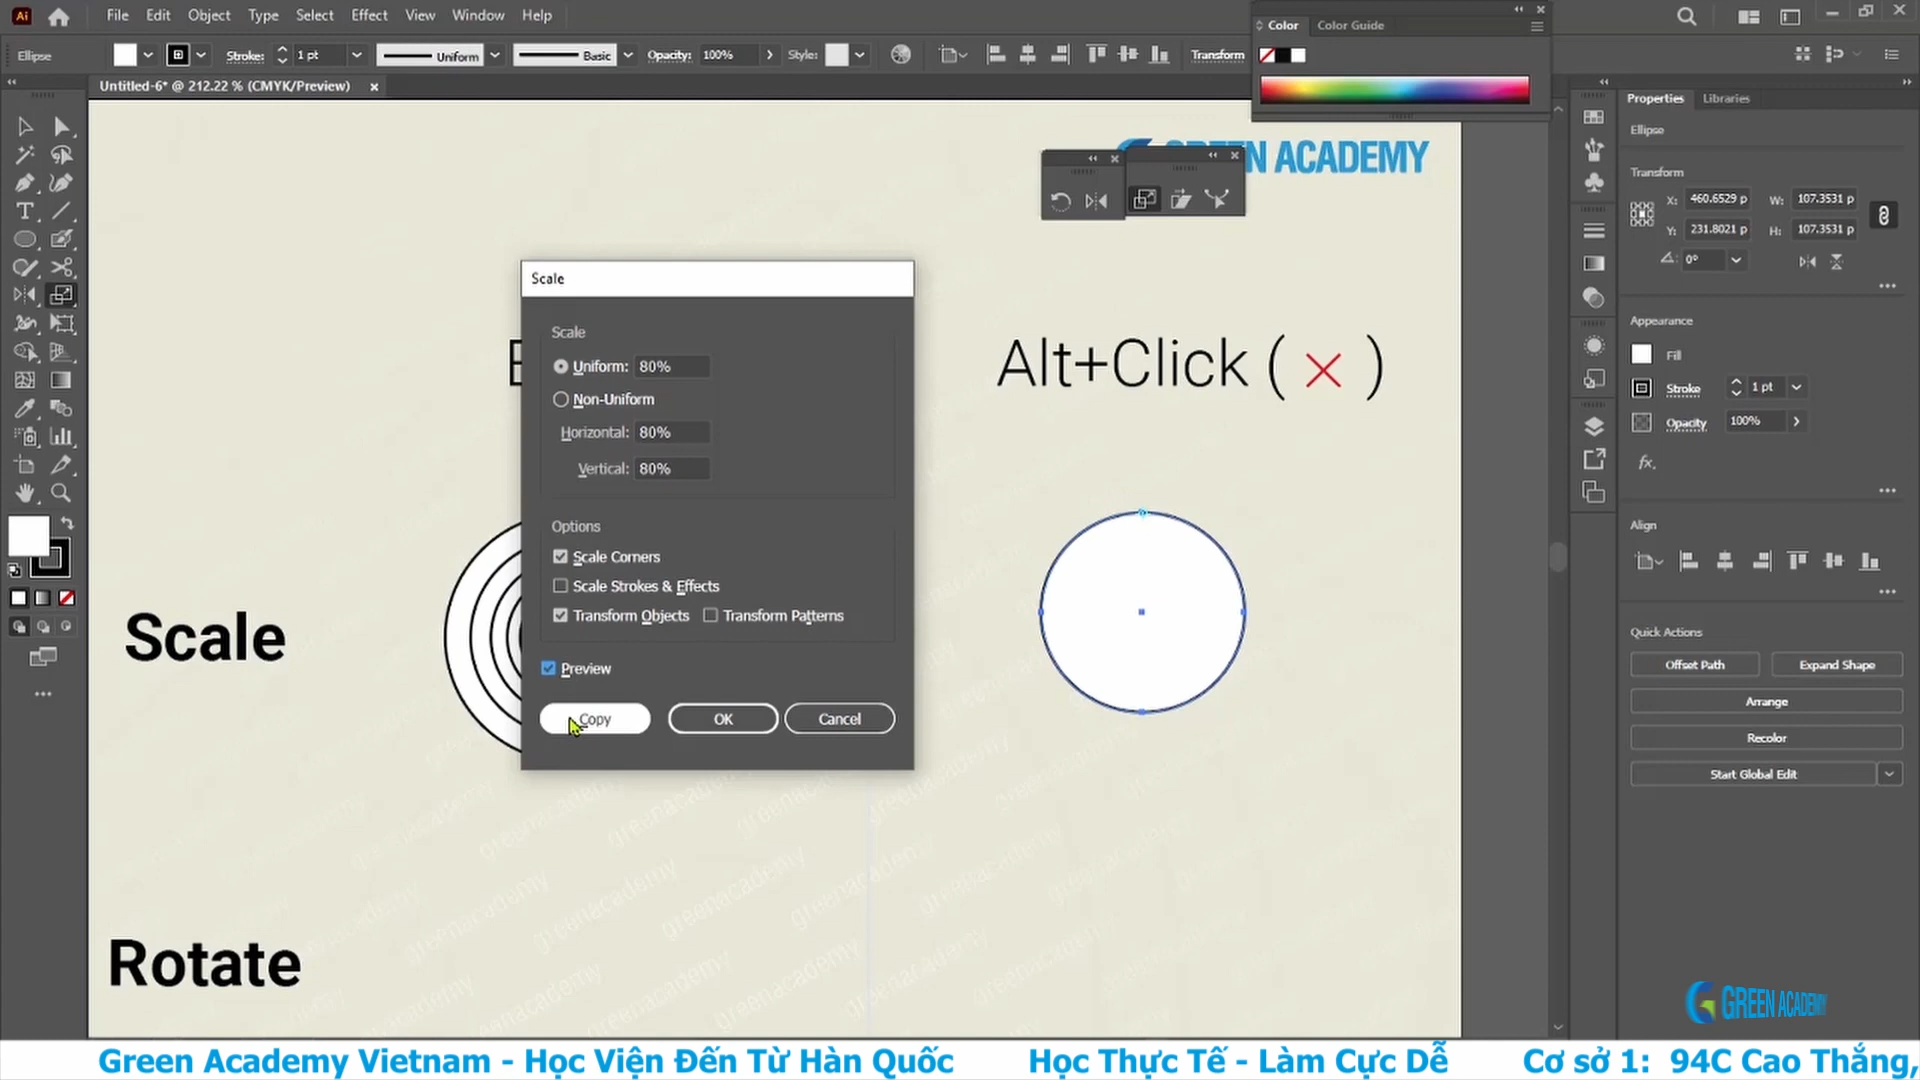 Ai File Edit Object Type Select Effect View Window Help
Color Color Guide
Ellipse Stroke: 1 pt Uniform Basic Opacity: 100% Style: Transform
Untitled-6* @ 212.22 % (CMYK/Preview)
Properties Libraries
Ellipse
Transform
X: 460.6529 p W: 107.3531 p
Y: 231.8021 p H: 107.3531 p
0°
Appearance
Fill
Stroke 1 pt
Opacity 100%
fx.
Align
Quick Actions
Offset Path Expand Shape
Arrange
Recolor
Start Global Edit
GREEN ACADEMY
Scale
Scale
Uniform: 80%
Non-Uniform
Horizontal: 80%
Vertical: 80%
Options
Scale Corners
Scale Strokes & Effects
Transform Objects Transform Patterns
Preview
Copy OK Cancel
Alt+Click ( × )
Scale
Rotate
greenacademy
GREEN ACADEMY
Green Academy Vietnam - Học Viện Đến Từ Hàn Quốc Học Thực Tế - Làm Cực Dễ Cơ sở 1: 94C Cao Thắng,